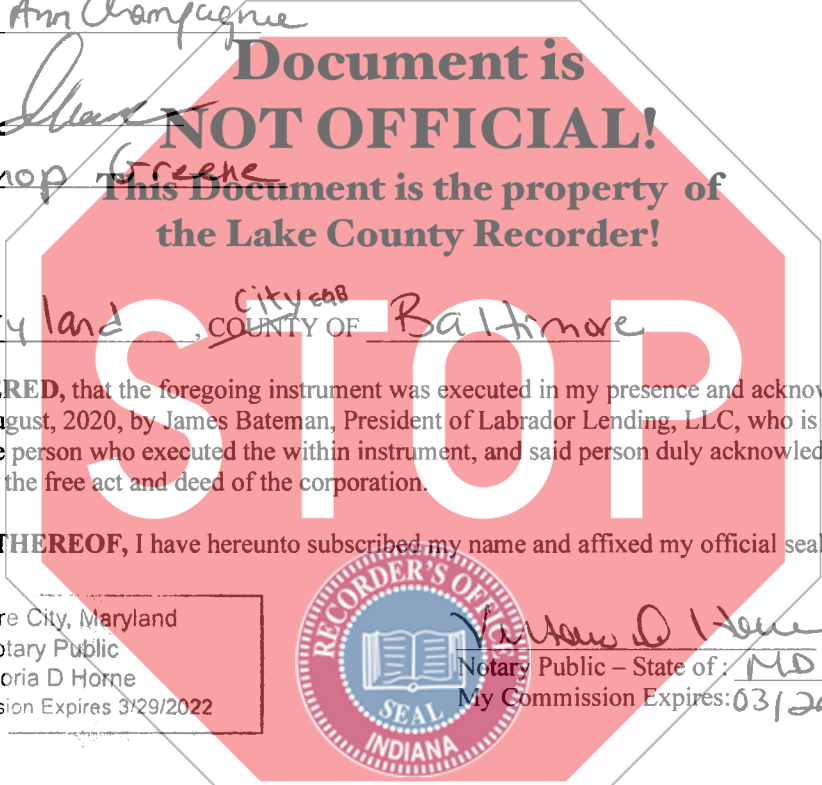 Ann Champagnie
Document is
NOT OFFICIAL!
nop Greene
This Document is the property of
the Lake County Recorder!
STOP
City
y land, COUNTY OF Baltimore
RED, that the foregoing instrument was executed in my presence and acknov
gust, 2020, by James Bateman, President of Labrador Lending, LLC, who is
e person who executed the within instrument, and said person duly acknowled
the free act and deed of the corporation.
THEREOF, I have hereunto subscribed my name and affixed my official seal
RECORDER'S OFFICE
SEAL
INDIANA
re City, Maryland
otary Public
oria D Horne
sion Expires 3/29/2022
Notary Public – State of: MD
My Commission Expires: 03/2